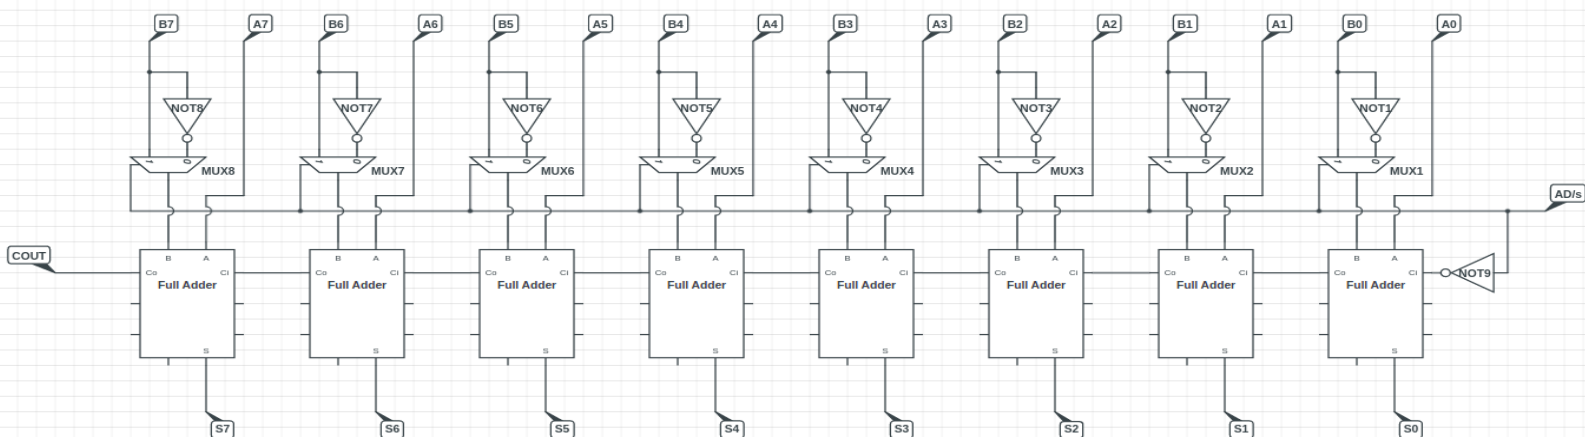 B7 A7 B6 A6 B5 A5 B4 A4 B3 A3 B2 A2 B1 A1 B0 A0
NOT8 NOT7 NOT6 NOT5 NOT4 NOT3 NOT2 NOT1
1 0 1 0 1 0 1 0 1 0 1 0 1 0 1 0
MUX8 MUX7 MUX6 MUX5 MUX4 MUX3 MUX2 MUX1
AD/s
COUT
B A B A B A B A B A B A B A B A
Co Ci Co Ci Co Ci Co Ci Co Ci Co Ci Co Ci Co Ci NOT9
Full Adder Full Adder Full Adder Full Adder Full Adder Full Adder Full Adder Full Adder
S S S S S S S S
S7 S6 S5 S4 S3 S2 S1 S0